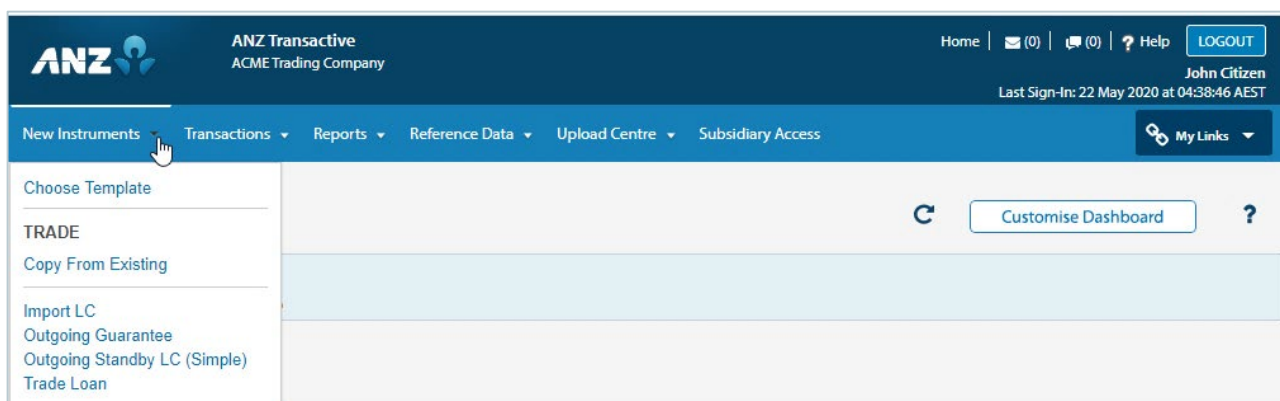 ANZ
ANZ Transactive
ACME Trading Company
Home (0) (0) ? Help LOGOUT
John Citizen
Last Sign-In: 22 May 2020 at 04:38:46 AEST
New Instruments Transactions Reports Reference Data Upload Centre Subsidiary Access My Links
Choose Template
Customise Dashboard ?
TRADE
Copy From Existing
Import LC
Outgoing Guarantee
Outgoing Standby LC (Simple)
Trade Loan